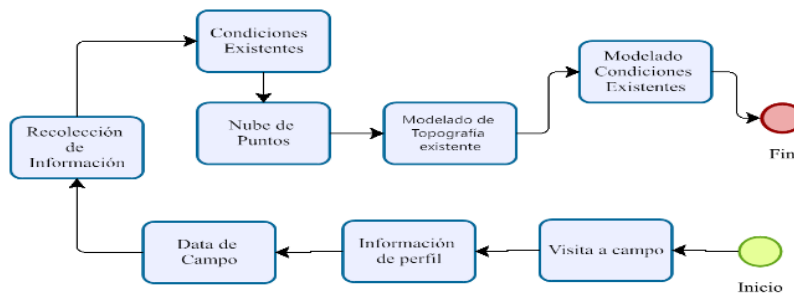 Condiciones
Existentes
Modelado
Condiciones
Existentes
Recolección
de
Información
Nube de
Puntos
Modelado de
Topografía
existente
Fin
Data de
Campo
Información
de perfil
Visita a campo
Inicio